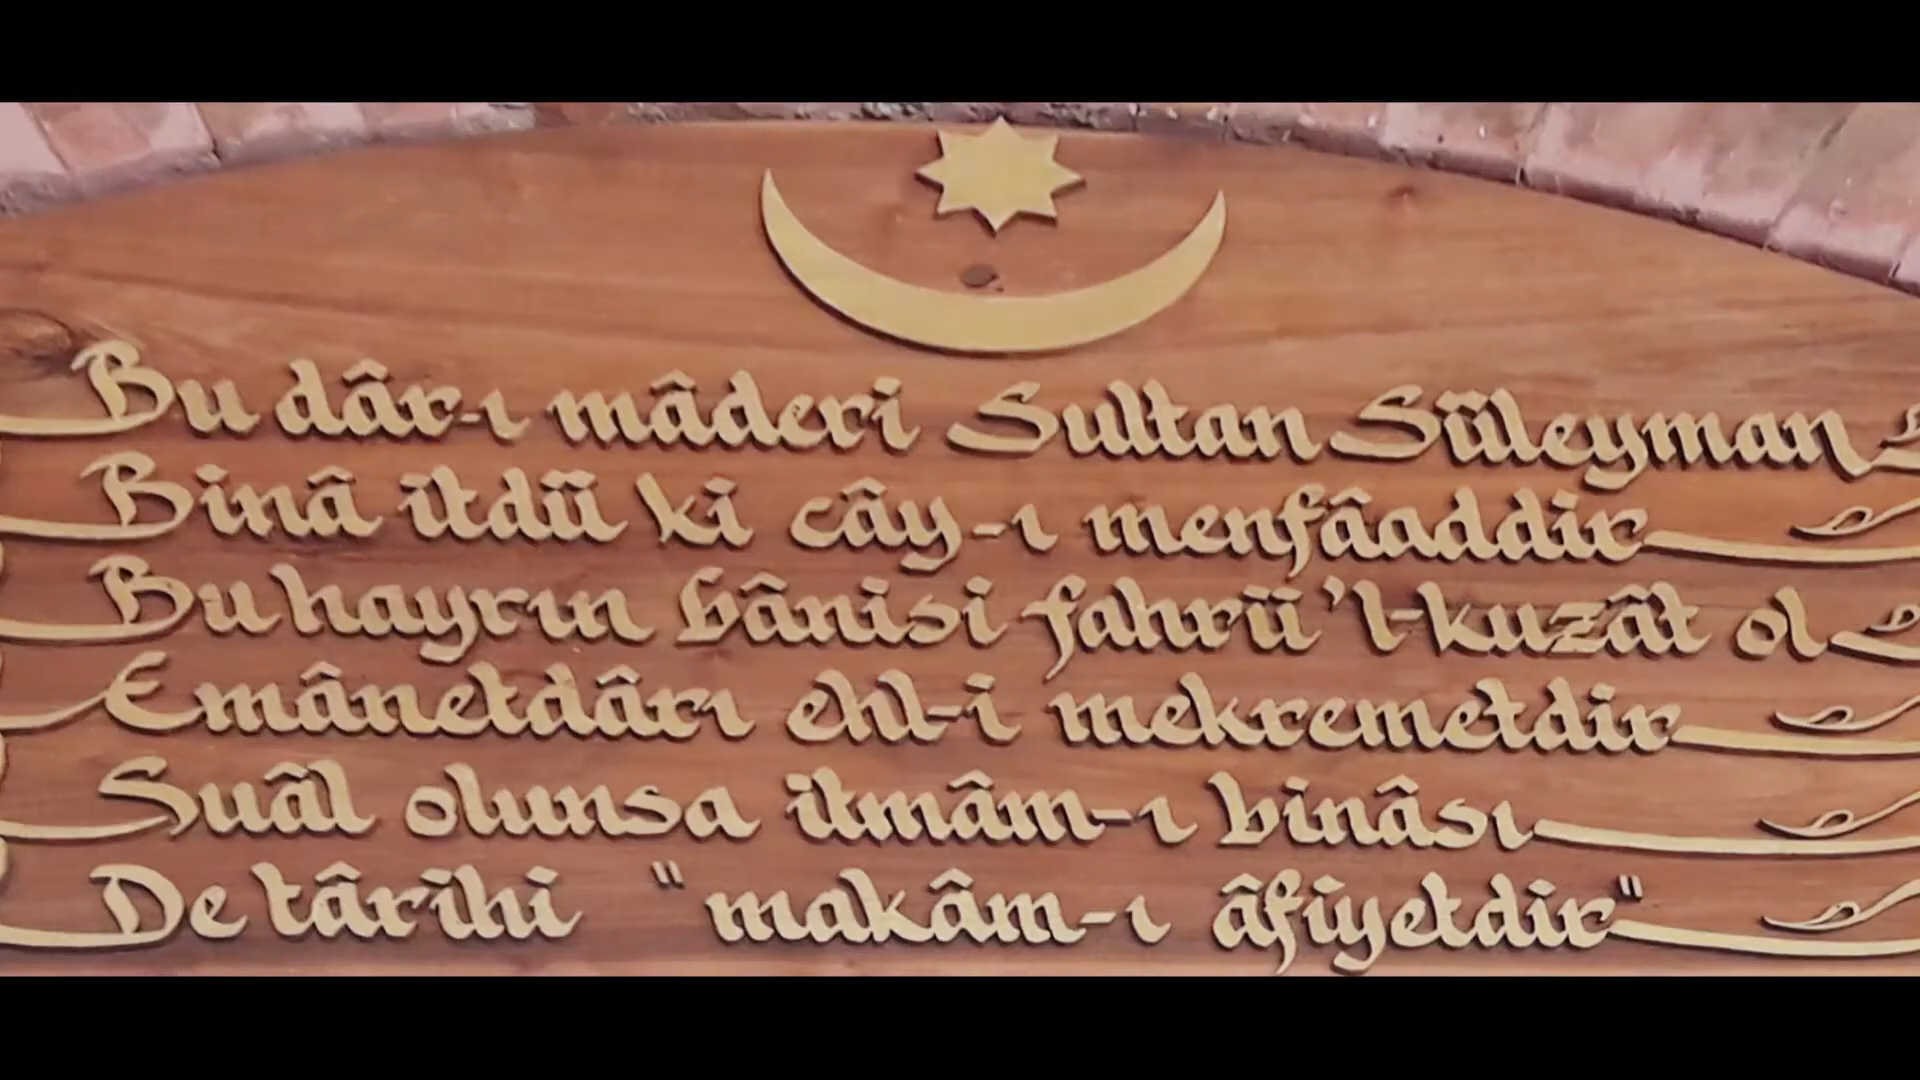 Bu dâr-ı mâderi Sultan Süleyman
Binâ itdü ki cây-ı menfâaddir
Bu hayrın bânisi fahrü'l-kuzât ol
Emânetdârı ehl-i mekremetdir
Suâl olunsa itmâm-ı binâsı
De târihi "makâm-ı âfiyetdir"